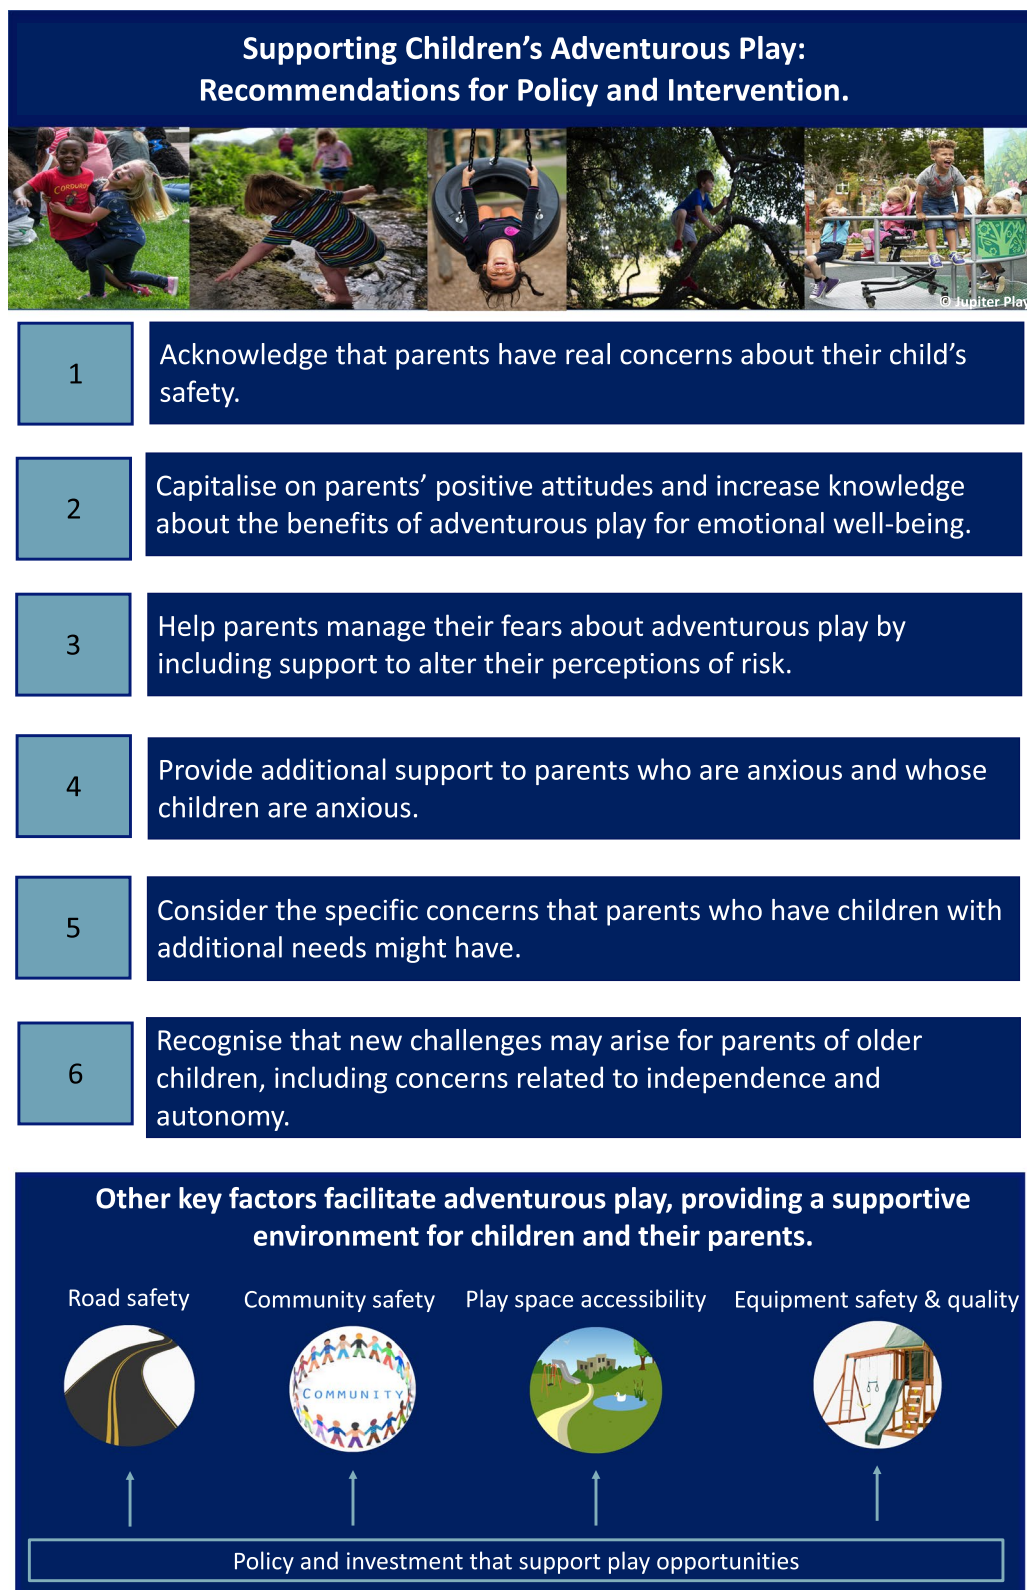 Supporting Children’s Adventurous Play:
Recommendations for Policy and Intervention.
CORDUROY
© Jupiter Play
1
Acknowledge that parents have real concerns about their child’s
safety.
2
Capitalise on parents’ positive attitudes and increase knowledge
about the benefits of adventurous play for emotional well-being.
3
Help parents manage their fears about adventurous play by
including support to alter their perceptions of risk.
4
Provide additional support to parents who are anxious and whose
children are anxious.
5
Consider the specific concerns that parents who have children with
additional needs might have.
6
Recognise that new challenges may arise for parents of older
children, including concerns related to independence and
autonomy.
Other key factors facilitate adventurous play, providing a supportive
environment for children and their parents.
Road safety
Community safety
Play space accessibility
Equipment safety & quality
COMMUNITY
Policy and investment that support play opportunities